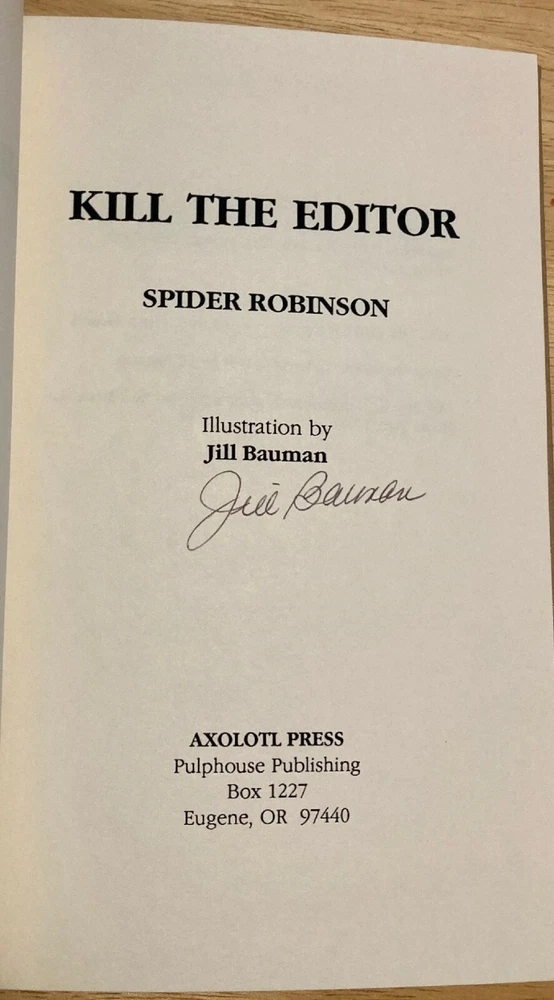 KILL THE EDITOR
SPIDER ROBINSON
Illustration by
Jill Bauman
Jill Bauman
AXOLOTL PRESS
Pulphouse Publishing
Box 1227
Eugene, OR 97440